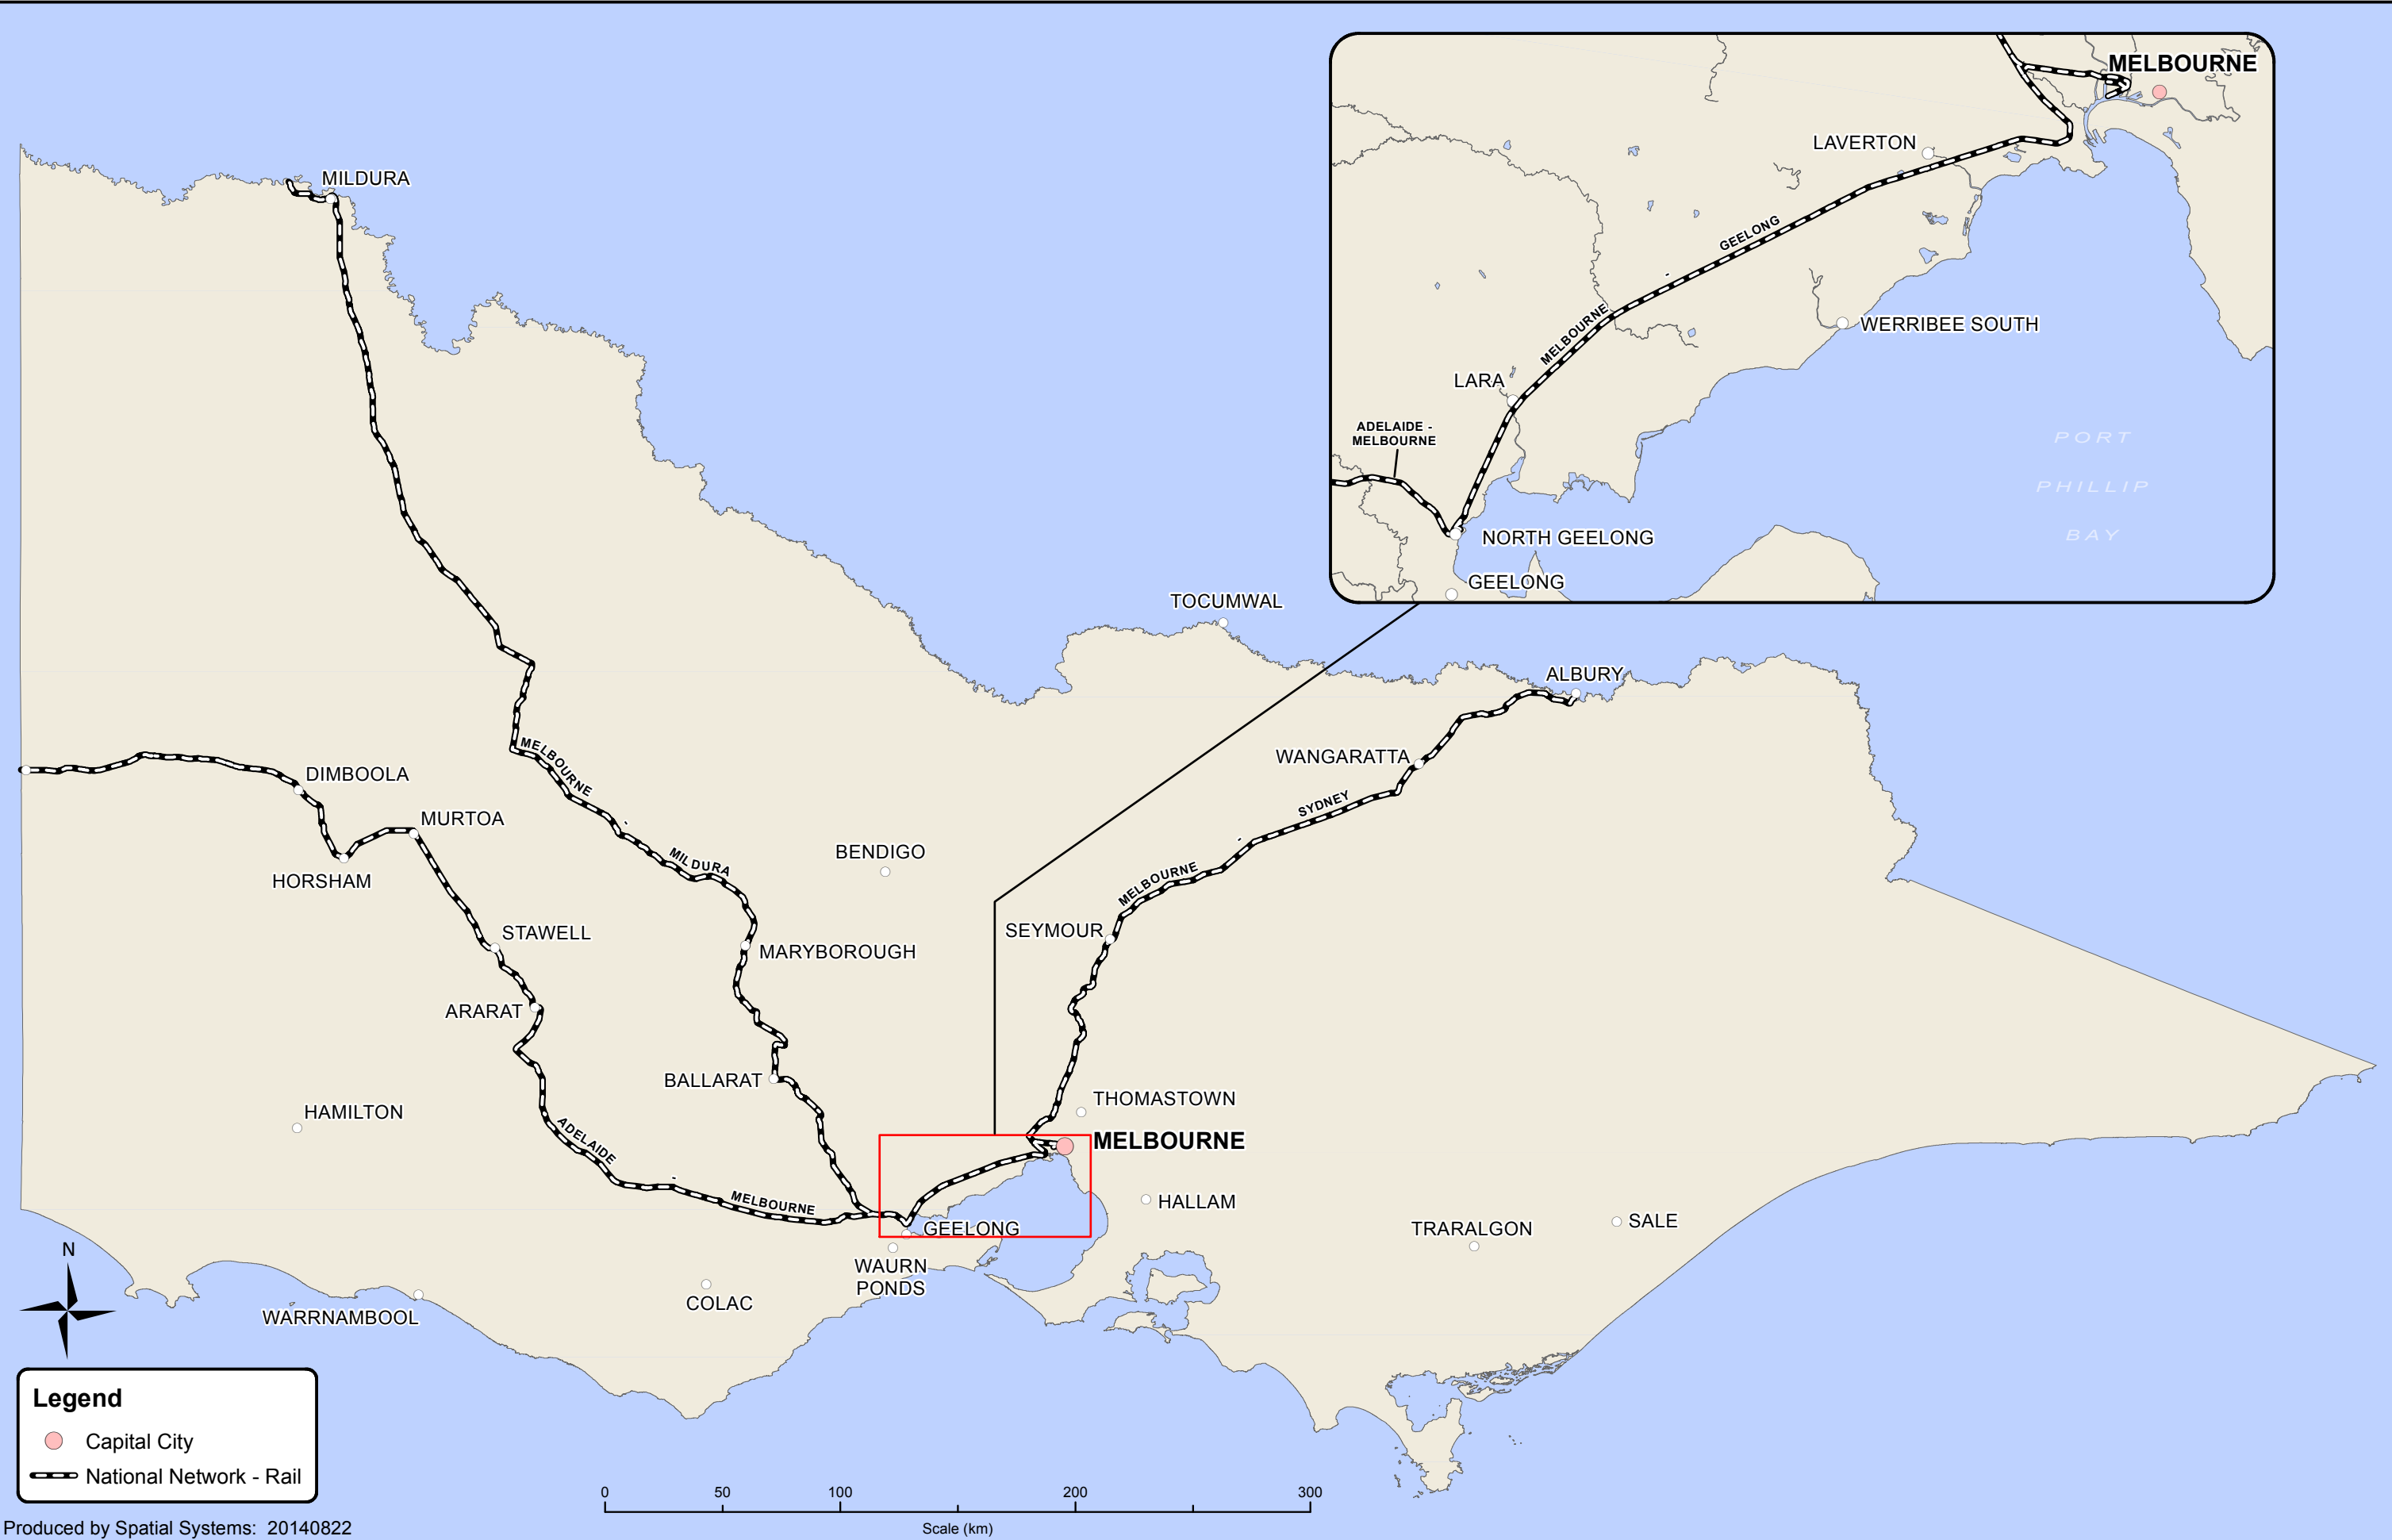 MELBOURNE
LAVERTON
GEELONG
-
MELBOURNE
WERRIBEE SOUTH
LARA
ADELAIDE -
MELBOURNE
PORT
PHILLIP
BAY
NORTH GEELONG
GEELONG
MILDURA
TOCUMWAL
ALBURY
WANGARATTA
SYDNEY
-
MELBOURNE
DIMBOOLA
MURTOA
HORSHAM
MELBOURNE
-
MILDURA
BENDIGO
STAWELL
SEYMOUR
MARYBOROUGH
ARARAT
BALLARAT
HAMILTON
THOMASTOWN
MELBOURNE
ADELAIDE
-
MELBOURNE
HALLAM
GEELONG
TRARALGON
SALE
WAURN
PONDS
COLAC
WARRNAMBOOL
N
Legend
Capital City
National Network - Rail
0 50 100 200 300
Scale (km)
Produced by Spatial Systems: 20140822